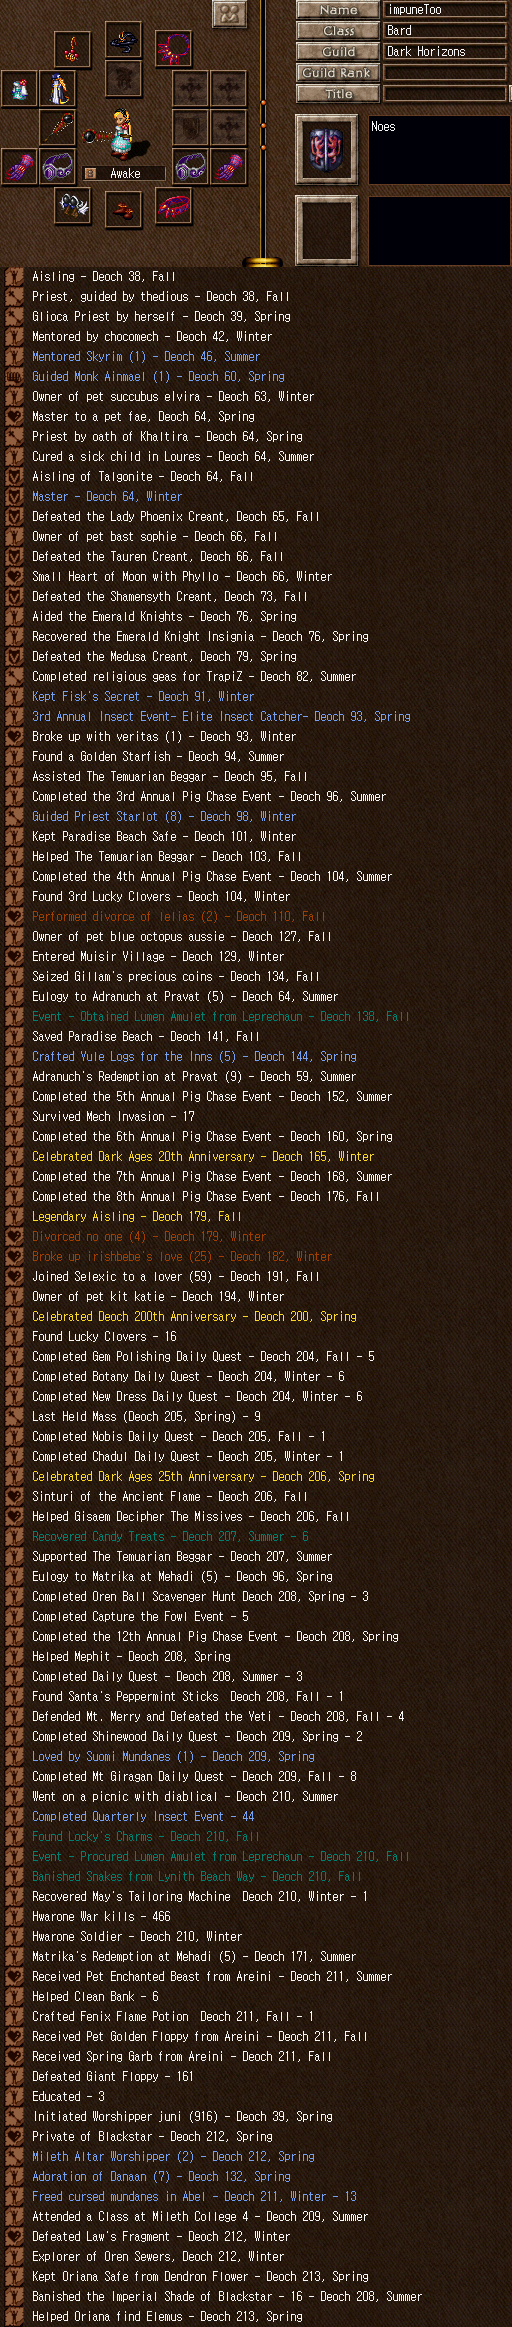 Name impuneToo
Class Bard
Guild Dark Horizons
Guild Rank
Title
Noes
Awake
Aisling - Deoch 38, Fall
Priest, guided by thedious - Deoch 38, Fall
Glioca Priest by herself - Deoch 39, Spring
Mentored by chocomech - Deoch 42, Winter
Mentored Skyrim (1) - Deoch 46, Summer
Guided Monk Ainmael (1) - Deoch 60, Spring
Owner of pet succubus elvira - Deoch 63, Winter
Master to a pet fae, Deoch 64, Spring
Priest by oath of Khaltira - Deoch 64, Spring
Cured a sick child in Loures - Deoch 64, Summer
Aisling of Talgonite - Deoch 64, Fall
Master - Deoch 64, Winter
Defeated the Lady Phoenix Creant, Deoch 65, Fall
Owner of pet bast sophie - Deoch 66, Fall
Defeated the Tauren Creant, Deoch 66, Fall
Small Heart of Moon with Phyllo - Deoch 66, Winter
Defeated the Shamensyth Creant, Deoch 73, Fall
Aided the Emerald Knights - Deoch 76, Spring
Recovered the Emerald Knight Insignia - Deoch 76, Spring
Defeated the Medusa Creant, Deoch 79, Spring
Completed religious geas for TrapiZ - Deoch 82, Summer
Kept Fisk's Secret - Deoch 91, Winter
3rd Annual Insect Event- Elite Insect Catcher- Deoch 93, Spring
Broke up with veritas (1) - Deoch 93, Winter
Found a Golden Starfish - Deoch 94, Summer
Assisted The Temuarian Beggar - Deoch 95, Fall
Completed the 3rd Annual Pig Chase Event - Deoch 96, Summer
Guided Priest Starlot (8) - Deoch 98, Winter
Kept Paradise Beach Safe - Deoch 101, Winter
Helped The Temuarian Beggar - Deoch 103, Fall
Completed the 4th Annual Pig Chase Event - Deoch 104, Summer
Found 3rd Lucky Clovers - Deoch 104, Winter
Performed divorce of lelias (2) - Deoch 110, Fall
Owner of pet blue octopus aussie - Deoch 127, Fall
Entered Muisir Village - Deoch 129, Winter
Seized Gillam's precious coins - Deoch 134, Fall
Eulogy to Adranuch at Pravat (5) - Deoch 64, Summer
Event - Obtained Lumen Amulet from Leprechaun - Deoch 138, Fall
Saved Paradise Beach - Deoch 141, Fall
Crafted Yule Logs for the Inns (5) - Deoch 144, Spring
Adranuch's Redemption at Pravat (9) - Deoch 59, Summer
Completed the 5th Annual Pig Chase Event - Deoch 152, Summer
Survived Mech Invasion - 17
Completed the 6th Annual Pig Chase Event - Deoch 160, Spring
Celebrated Dark Ages 20th Anniversary - Deoch 165, Winter
Completed the 7th Annual Pig Chase Event - Deoch 168, Summer
Completed the 8th Annual Pig Chase Event - Deoch 176, Fall
Legendary Aisling - Deoch 179, Fall
Divorced no one (4) - Deoch 179, Winter
Broke up irishbebe's love (25) - Deoch 182, Winter
Joined Selexic to a lover (59) - Deoch 191, Fall
Owner of pet kit katie - Deoch 194, Winter
Celebrated Deoch 200th Anniversary - Deoch 200, Spring
Found Lucky Clovers - 16
Completed Gem Polishing Daily Quest - Deoch 204, Fall - 5
Completed Botany Daily Quest - Deoch 204, Winter - 6
Completed New Dress Daily Quest - Deoch 204, Winter - 6
Last Held Mass (Deoch 205, Spring) - 9
Completed Nobis Daily Quest - Deoch 205, Fall - 1
Completed Chadul Daily Quest - Deoch 205, Winter - 1
Celebrated Dark Ages 25th Anniversary - Deoch 206, Spring
Sinturi of the Ancient Flame - Deoch 206, Fall
Helped Gisaem Decipher The Missives - Deoch 206, Fall
Recovered Candy Treats - Deoch 207, Summer - 6
Supported The Temuarian Beggar - Deoch 207, Summer
Eulogy to Matrika at Mehadi (5) - Deoch 96, Spring
Completed Oren Ball Scavenger Hunt Deoch 208, Spring - 3
Completed Capture the Fowl Event - 5
Completed the 12th Annual Pig Chase Event - Deoch 208, Spring
Helped Mephit - Deoch 208, Spring
Completed Daily Quest - Deoch 208, Summer - 3
Found Santa's Peppermint Sticks  Deoch 208, Fall - 1
Defended Mt. Merry and Defeated the Yeti - Deoch 208, Fall - 4
Completed Shinewood Daily Quest - Deoch 209, Spring - 2
Loved by Suomi Mundanes (1) - Deoch 209, Spring
Completed Mt Giragan Daily Quest - Deoch 209, Fall - 8
Went on a picnic with diablical - Deoch 210, Summer
Completed Quarterly Insect Event - 44
Found Locky's Charms - Deoch 210, Fall
Event - Procured Lumen Amulet from Leprechaun - Deoch 210, Fall
Banished Snakes from Lynith Beach Way - Deoch 210, Fall
Recovered May's Tailoring Machine  Deoch 210, Winter - 1
Hwarone War kills - 466
Hwarone Soldier - Deoch 210, Winter
Matrika's Redemption at Mehadi (5) - Deoch 171, Summer
Received Pet Enchanted Beast from Areini - Deoch 211, Summer
Helped Clean Bank - 6
Crafted Fenix Flame Potion  Deoch 211, Fall - 1
Received Pet Golden Floppy from Areini - Deoch 211, Fall
Received Spring Garb from Areini - Deoch 211, Fall
Defeated Giant Floppy - 161
Educated - 3
Initiated Worshipper juni (916) - Deoch 39, Spring
Private of Blackstar - Deoch 212, Spring
Mileth Altar Worshipper (2) - Deoch 212, Spring
Adoration of Danaan (7) - Deoch 132, Spring
Freed cursed mundanes in Abel - Deoch 211, Winter - 13
Attended a Class at Mileth College 4 - Deoch 209, Summer
Defeated Law's Fragment - Deoch 212, Winter
Explorer of Oren Sewers, Deoch 212, Winter
Kept Oriana Safe from Dendron Flower - Deoch 213, Spring
Banished the Imperial Shade of Blackstar - 16 - Deoch 208, Summer
Helped Oriana find Elemus - Deoch 213, Spring